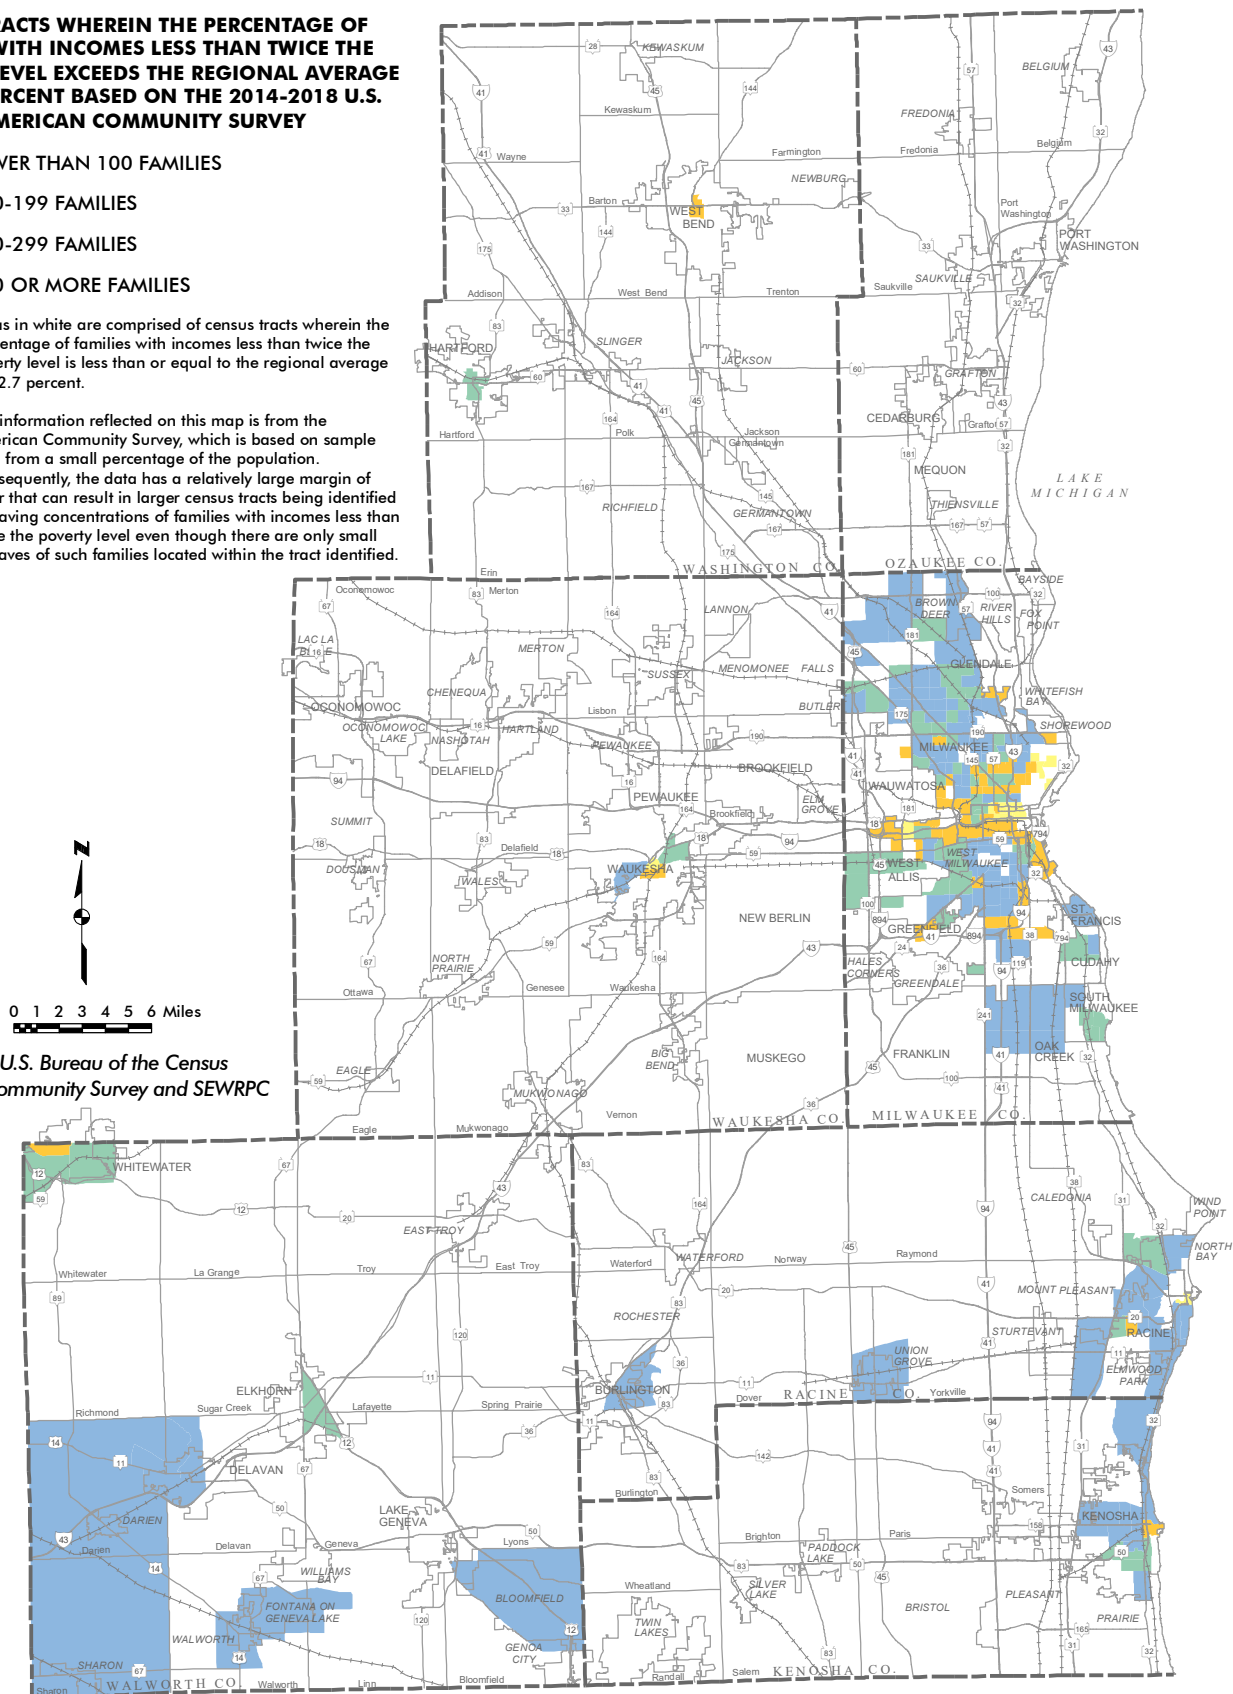 RACTS WHEREIN THE PERCENTAGE OF
WITH INCOMES LESS THAN TWICE THE
LEVEL EXCEEDS THE REGIONAL AVERAGE
RCENT BASED ON THE 2014-2018 U.S.
MERICAN COMMUNITY SURVEY
WER THAN 100 FAMILIES
0-199 FAMILIES
0-299 FAMILIES
0 OR MORE FAMILIES
as in white are comprised of census tracts wherein the
entage of families with incomes less than twice the
erty level is less than or equal to the regional average
2.7 percent.
information reflected on this map is from the
erican Community Survey, which is based on sample
from a small percentage of the population.
sequently, the data has a relatively large margin of
r that can result in larger census tracts being identified
aving concentrations of families with incomes less than
e the poverty level even though there are only small
aves of such families located within the tract identified.
KEWASKUM
Kewaskum
Wayne
Barton
WEST
BEND
Farmington
NEWBURG
Addison
West Bend
Trenton
BELGIUM
FREDONIA
Fredonia
Belgium
Port
Washington
PORT
WASHINGTON
SAUKVILLE
Saukville
HARTFORD
SLINGER
JACKSON
Hartford
Polk
Jackson
Germantown
RICHFIELD
GERMANTOWN
Erin
WASHINGTON CO.
GRAFTON
CEDARBURG
Grafton
MEQUON
THIENSVILLE
OZAUKEE CO.
LAKE
MICHIGAN
Oconomowoc
Merton
LANNON
LAC LA
MERTON
SUSSEX
MENOMONEE FALLS
CHENEQUA
BUTLER
OCONOMOWOC
OCONOMOWOC
LAKE
NASHOTAH
HARTLAND
Lisbon
PEWAUKEE
DELAFIELD
PEWAUKEE
BROOKFIELD
ELM
GROVE
Brookfield
SUMMIT
Delafield
DOUSMAN
WALES
WAUKESHA
NEW BERLIN
NORTH
PRAIRIE
Ottawa
Genesee
Waukesha
BIG
BEND
MUSKEGO
EAGLE
MUKWONAGO
Vernon
Eagle
Mukwonago
WAUKESHA CO.
BAYSIDE
BROWN
DEER
RIVER
HILLS
FOX
POINT
GLENDALE
WHITEFISH
BAY
SHOREWOOD
MILWAUKEE
WAUWATOSA
WEST
MILWAUKEE
WEST
ALLIS
GREENFIELD
ST.
FRANCIS
HALES
CORNERS
GREENDALE
CUDAHY
SOUTH
MILWAUKEE
FRANKLIN
OAK
CREEK
MILWAUKEE CO.
N
0 1 2 3 4 5 6 Miles
U.S. Bureau of the Census
ommunity Survey and SEWRPC
WHITEWATER
EAST TROY
Whitewater
La Grange
Troy
East Troy
ELKHORN
Richmond
Sugar Creek
Lafayette
Spring Prairie
DELAVAN
DARIEN
Darien
Delavan
Geneva
LAKE
GENEVA
Lyons
WILLIAMS
BAY
FONTANA ON
GENEVA LAKE
BLOOMFIELD
WALWORTH
GENOA
CITY
SHARON
Sharon
WALWORTH CO.
Walworth
Linn
Bloomfield
CALEDONIA
WIND
POINT
NORTH
BAY
WATERFORD
Waterford
Norway
Raymond
MOUNT PLEASANT
ROCHESTER
STURTEVANT
RACINE
UNION
GROVE
ELMWOOD
PARK
BURLINGTON
Dover
RACINE CO.
Yorkville
Burlington
Somers
KENOSHA
Brighton
Paris
PADDOCK
LAKE
Wheatland
SILVER
LAKE
TWIN
LAKES
BRISTOL
PLEASANT
PRAIRIE
Randall
Salem
KENOSHA CO.